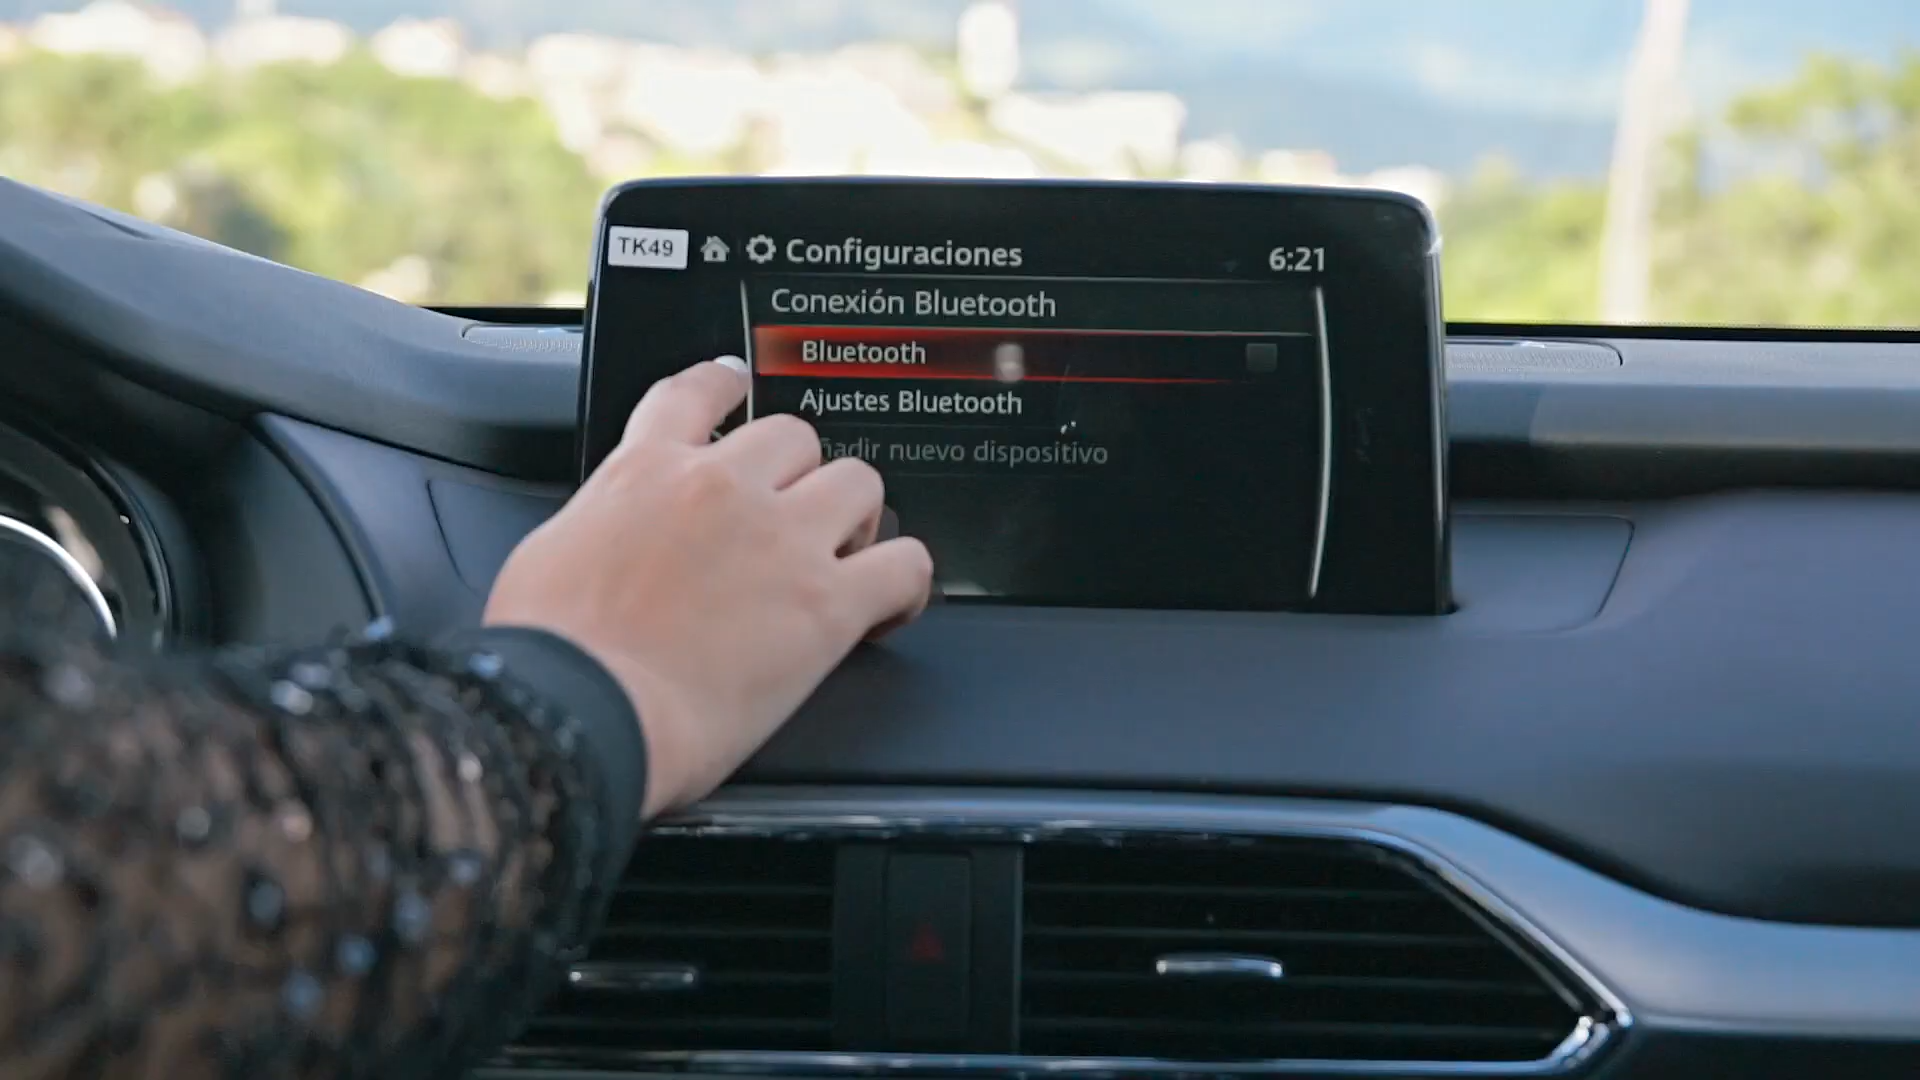 TK49
Configuraciones
6:21
Conexión Bluetooth
Bluetooth
Ajustes Bluetooth
ñadir nuevo dispositivo